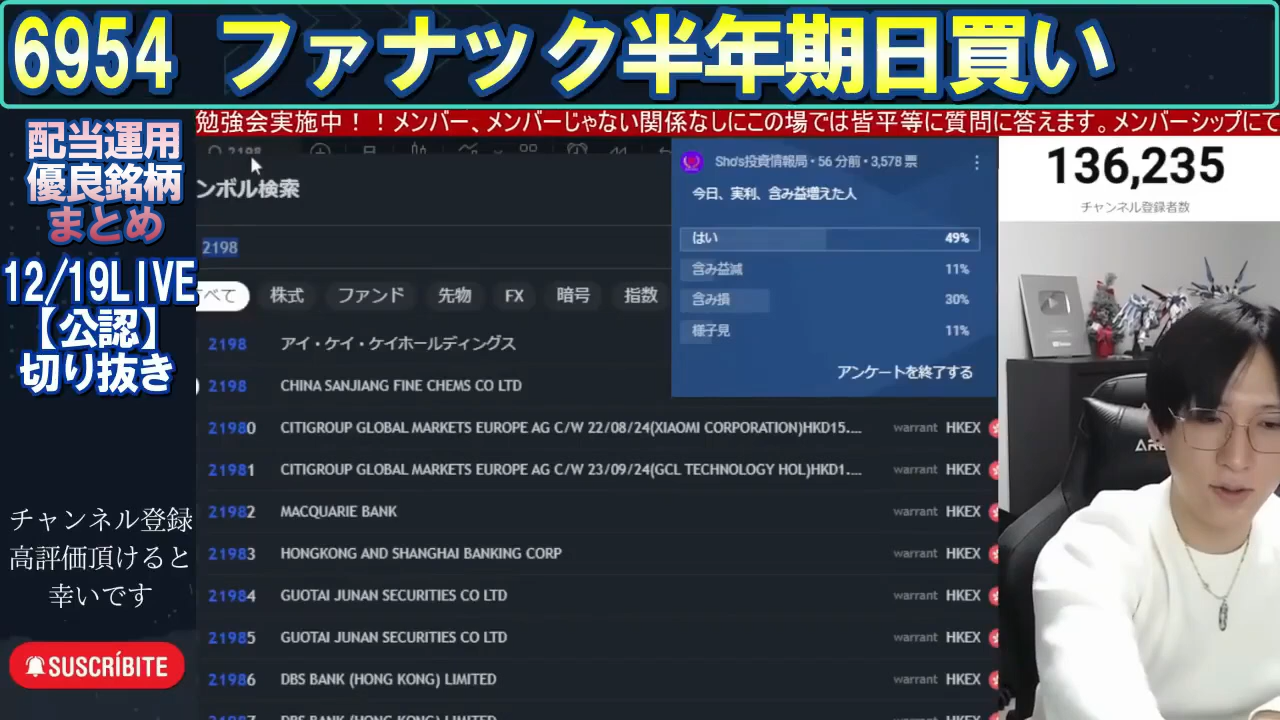 6954 ファナック半年期日買い
勉強会実施中！！メンバー、メンバーじゃない関係なしにこの場では皆平等に質問に答えます。メンバーシップにて
配当運用
優良銘柄
まとめ
12/19LIVE
【公認】
切り抜き
チャンネル登録
高評価頂けると
幸いです
SUSCRÍBITE
2198
ンボル検索
2198
べて 株式 ファンド 先物 FX 暗号 指数
2198 アイ・ケイ・ケイホールディングス
2198 CHINA SANJIANG FINE CHEMS CO LTD
21980 CITIGROUP GLOBAL MARKETS EUROPE AG C/W 22/08/24(XIAOMI CORPORATION)HKD15.... warrant HKEX
21981 CITIGROUP GLOBAL MARKETS EUROPE AG C/W 23/09/24(GCL TECHNOLOGY HOL)HKD1.... warrant HKEX
21982 MACQUARIE BANK warrant HKEX
21983 HONGKONG AND SHANGHAI BANKING CORP warrant HKEX
21984 GUOTAI JUNAN SECURITIES CO LTD warrant HKEX
21985 GUOTAI JUNAN SECURITIES CO LTD warrant HKEX
21986 DBS BANK (HONG KONG) LIMITED warrant HKEX
21987 DBS BANK (HONG KONG) LIMITED
Sho's投資情報局・56 分前・3,578 票
今日、実利、含み益増えた人
はい 49%
含み益減 11%
含み損 30%
様子見 11%
アンケートを終了する
136,235
チャンネル登録者数